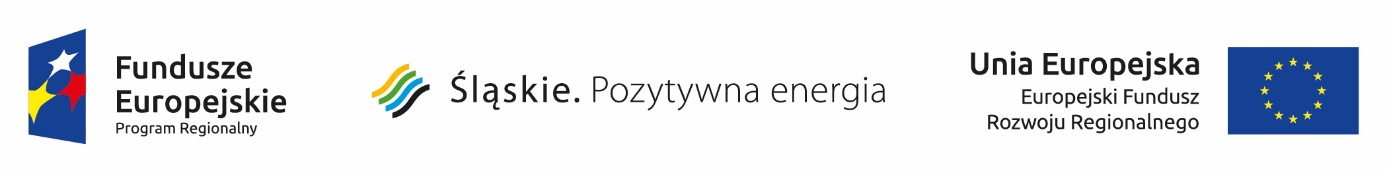 Fundusze
Europejskie
Program Regionalny
Śląskie. Pozytywna energia
Unia Europejska
Europejski Fundusz
Rozwoju Regionalnego